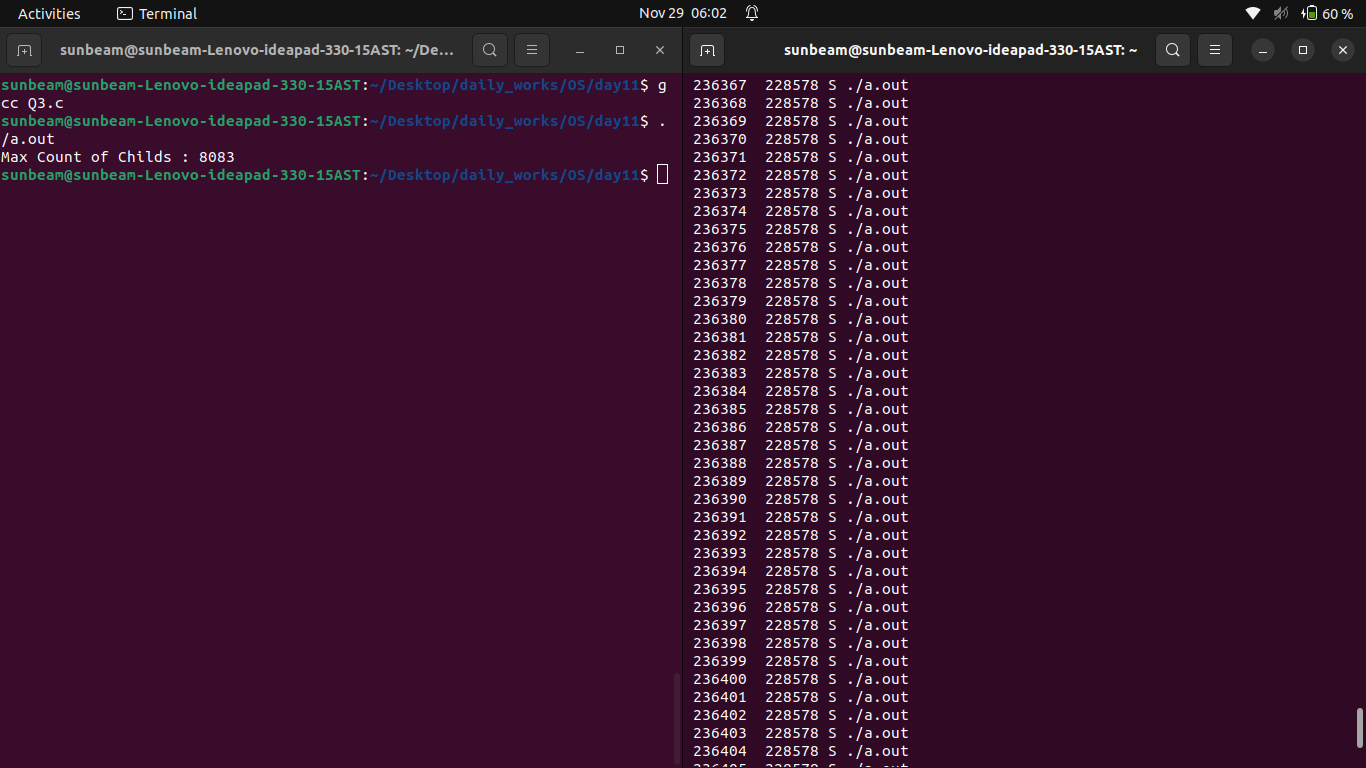 Activities Terminal Nov 29 06:02 60 %
sunbeam@sunbeam-Lenovo-ideapad-330-15AST: ~/De...
sunbeam@sunbeam-Lenovo-ideapad-330-15AST:~/Desktop/daily_works/OS/day11$ g
cc Q3.c
sunbeam@sunbeam-Lenovo-ideapad-330-15AST:~/Desktop/daily_works/OS/day11$ .
/a.out
Max Count of Childs : 8083
sunbeam@sunbeam-Lenovo-ideapad-330-15AST:~/Desktop/daily_works/OS/day11$
sunbeam@sunbeam-Lenovo-ideapad-330-15AST: ~
236367 228578 S ./a.out
236368 228578 S ./a.out
236369 228578 S ./a.out
236370 228578 S ./a.out
236371 228578 S ./a.out
236372 228578 S ./a.out
236373 228578 S ./a.out
236374 228578 S ./a.out
236375 228578 S ./a.out
236376 228578 S ./a.out
236377 228578 S ./a.out
236378 228578 S ./a.out
236379 228578 S ./a.out
236380 228578 S ./a.out
236381 228578 S ./a.out
236382 228578 S ./a.out
236383 228578 S ./a.out
236384 228578 S ./a.out
236385 228578 S ./a.out
236386 228578 S ./a.out
236387 228578 S ./a.out
236388 228578 S ./a.out
236389 228578 S ./a.out
236390 228578 S ./a.out
236391 228578 S ./a.out
236392 228578 S ./a.out
236393 228578 S ./a.out
236394 228578 S ./a.out
236395 228578 S ./a.out
236396 228578 S ./a.out
236397 228578 S ./a.out
236398 228578 S ./a.out
236399 228578 S ./a.out
236400 228578 S ./a.out
236401 228578 S ./a.out
236402 228578 S ./a.out
236403 228578 S ./a.out
236404 228578 S ./a.out